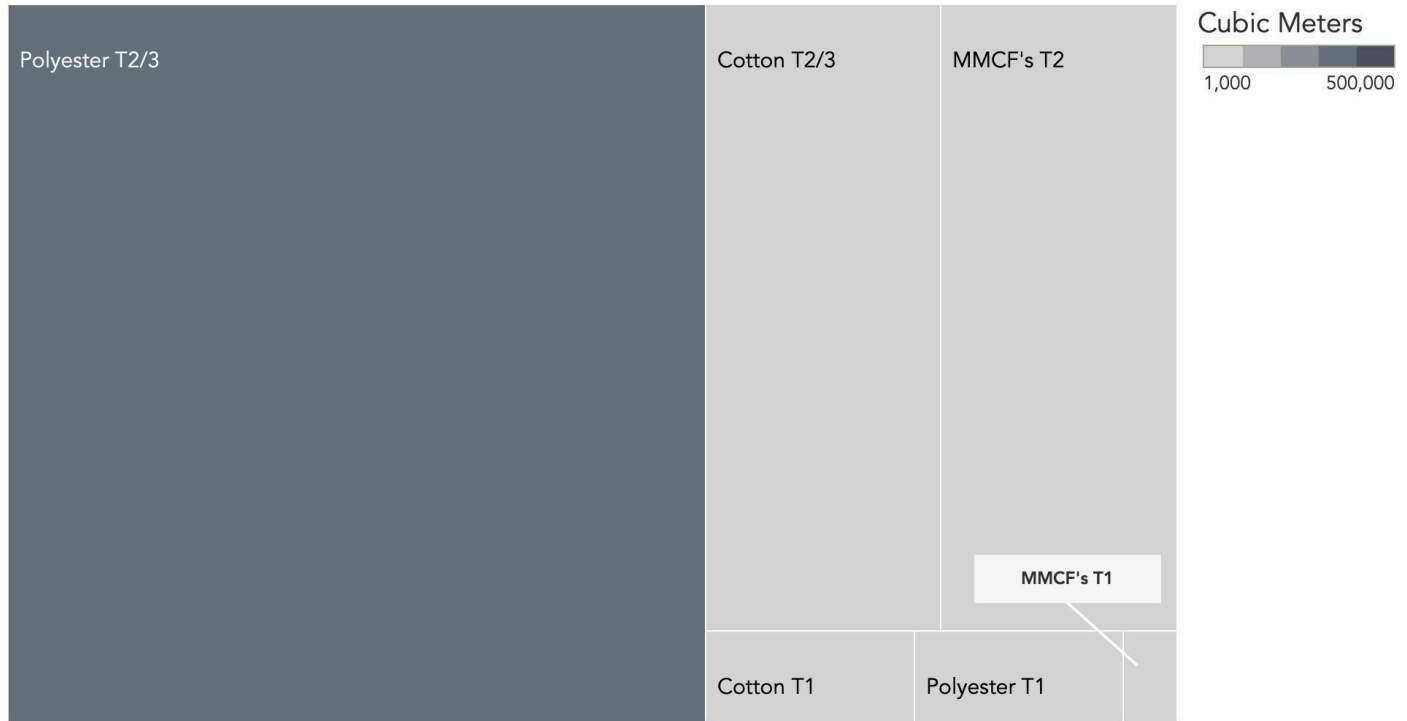 Polyester T2/3
Cotton T2/3
MMCF's T2
Cubic Meters
1,000
500,000
MMCF's T1
Cotton T1
Polyester T1